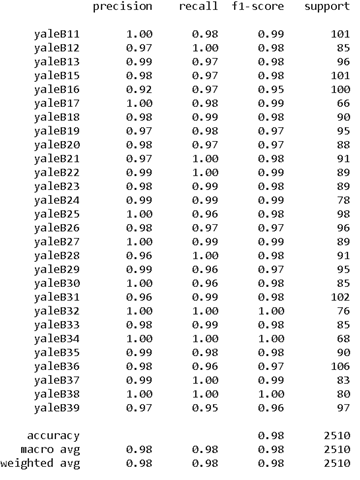 precision recall f1-score support
yaleB11 1.00 0.98 0.99 101
yaleB12 0.97 1.00 0.98 85
yaleB13 0.99 0.97 0.98 96
yaleB15 0.98 0.97 0.98 101
yaleB16 0.92 0.97 0.95 100
yaleB17 1.00 0.98 0.99 66
yaleB18 0.98 0.99 0.98 90
yaleB19 0.97 0.98 0.97 95
yaleB20 0.98 0.97 0.97 88
yaleB21 0.97 1.00 0.98 91
yaleB22 0.99 1.00 0.99 89
yaleB23 0.98 0.99 0.98 89
yaleB24 0.99 0.99 0.99 78
yaleB25 1.00 0.96 0.98 98
yaleB26 0.98 0.97 0.97 96
yaleB27 1.00 0.99 0.99 89
yaleB28 0.96 1.00 0.98 91
yaleB29 0.99 0.96 0.97 95
yaleB30 1.00 0.96 0.98 85
yaleB31 0.96 0.99 0.98 102
yaleB32 1.00 1.00 1.00 76
yaleB33 0.98 0.99 0.98 85
yaleB34 1.00 1.00 1.00 68
yaleB35 0.99 0.98 0.98 90
yaleB36 0.98 0.96 0.97 106
yaleB37 0.99 1.00 0.99 83
yaleB38 1.00 1.00 1.00 80
yaleB39 0.97 0.95 0.96 97
accuracy 0.98 2510
macro avg 0.98 0.98 0.98 2510
weighted avg 0.98 0.98 0.98 2510